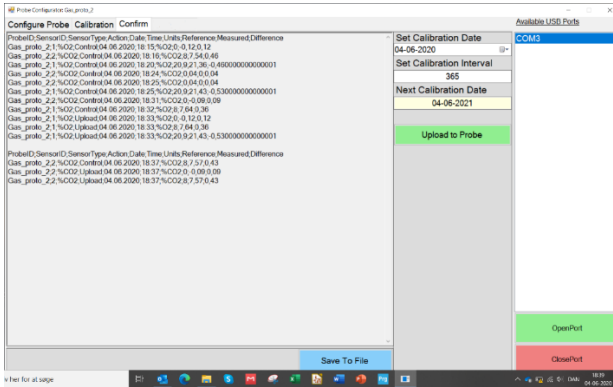 Probe Configurator: Gas_proto_2
Configure Probe Calibration Confirm
ProbeID;SensorID;SensorType;Action;Date;Time;Units;Reference;Measured;Difference
Gas_proto_2;1;%O2;Control;04.06.2020;18:15;%O2;0;-0,12;0,12
Gas_proto_2;2;%CO2;Control;04.06.2020;18:16;%CO2;8;7,54;0,46
Gas_proto_2;1;%O2;Control;04.06.2020;18:20;%O2;20,9;21,36;-0,460000000000001
Gas_proto_2;2;%CO2;Control;04.06.2020;18:24;%CO2;0,04;0;0,04
Gas_proto_2;2;%CO2;Control;04.06.2020;18:25;%CO2;0,04;0;0,04
Gas_proto_2;1;%O2;Control;04.06.2020;18:25;%O2;20,9;21,43;-0,530000000000001
Gas_proto_2;2;%CO2;Control;04.06.2020;18:31;%CO2;0;-0,09;0,09
Gas_proto_2;1;%O2;Control;04.06.2020;18:32;%O2;8;7,64;0,36
Gas_proto_2;1;%O2;Upload;04.06.2020;18:33;%O2;0;-0,12;0,12
Gas_proto_2;1;%O2;Upload;04.06.2020;18:33;%O2;8;7,64;0,36
Gas_proto_2;1;%O2;Upload;04.06.2020;18:33;%O2;20,9;21,43;-0,530000000000001
ProbeID;SensorID;SensorType;Action;Date;Time;Units;Reference;Measured;Difference
Gas_proto_2;2;%CO2;Control;04.06.2020;18:37;%CO2;8;7,57;0,43
Gas_proto_2;2;%CO2;Upload;04.06.2020;18:37;%CO2;0;-0,09;0,09
Gas_proto_2;2;%CO2;Upload;04.06.2020;18:37;%CO2;8;7,57;0,43
Save To File
Set Calibration Date
04-06-2020
Set Calibration Interval
365
Next Calibration Date
04-06-2021
Upload to Probe
Available USB Ports
COM3
OpenPort
ClosePort
v her for at søge
DAN
18:39
04-06-2020